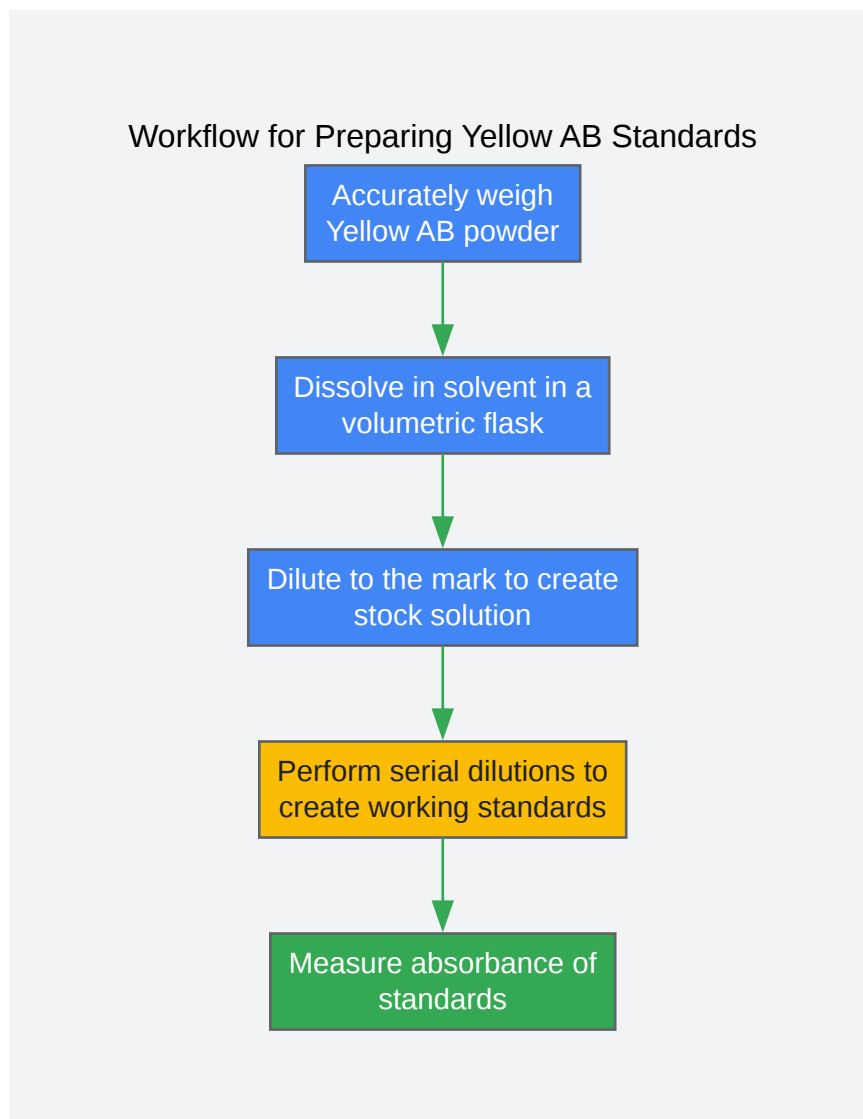 Workflow for Preparing Yellow AB Standards
Accurately weigh
Yellow AB powder
Dissolve in solvent in a
volumetric flask
Dilute to the mark to create
stock solution
Perform serial dilutions to
create working standards
Measure absorbance of
standards